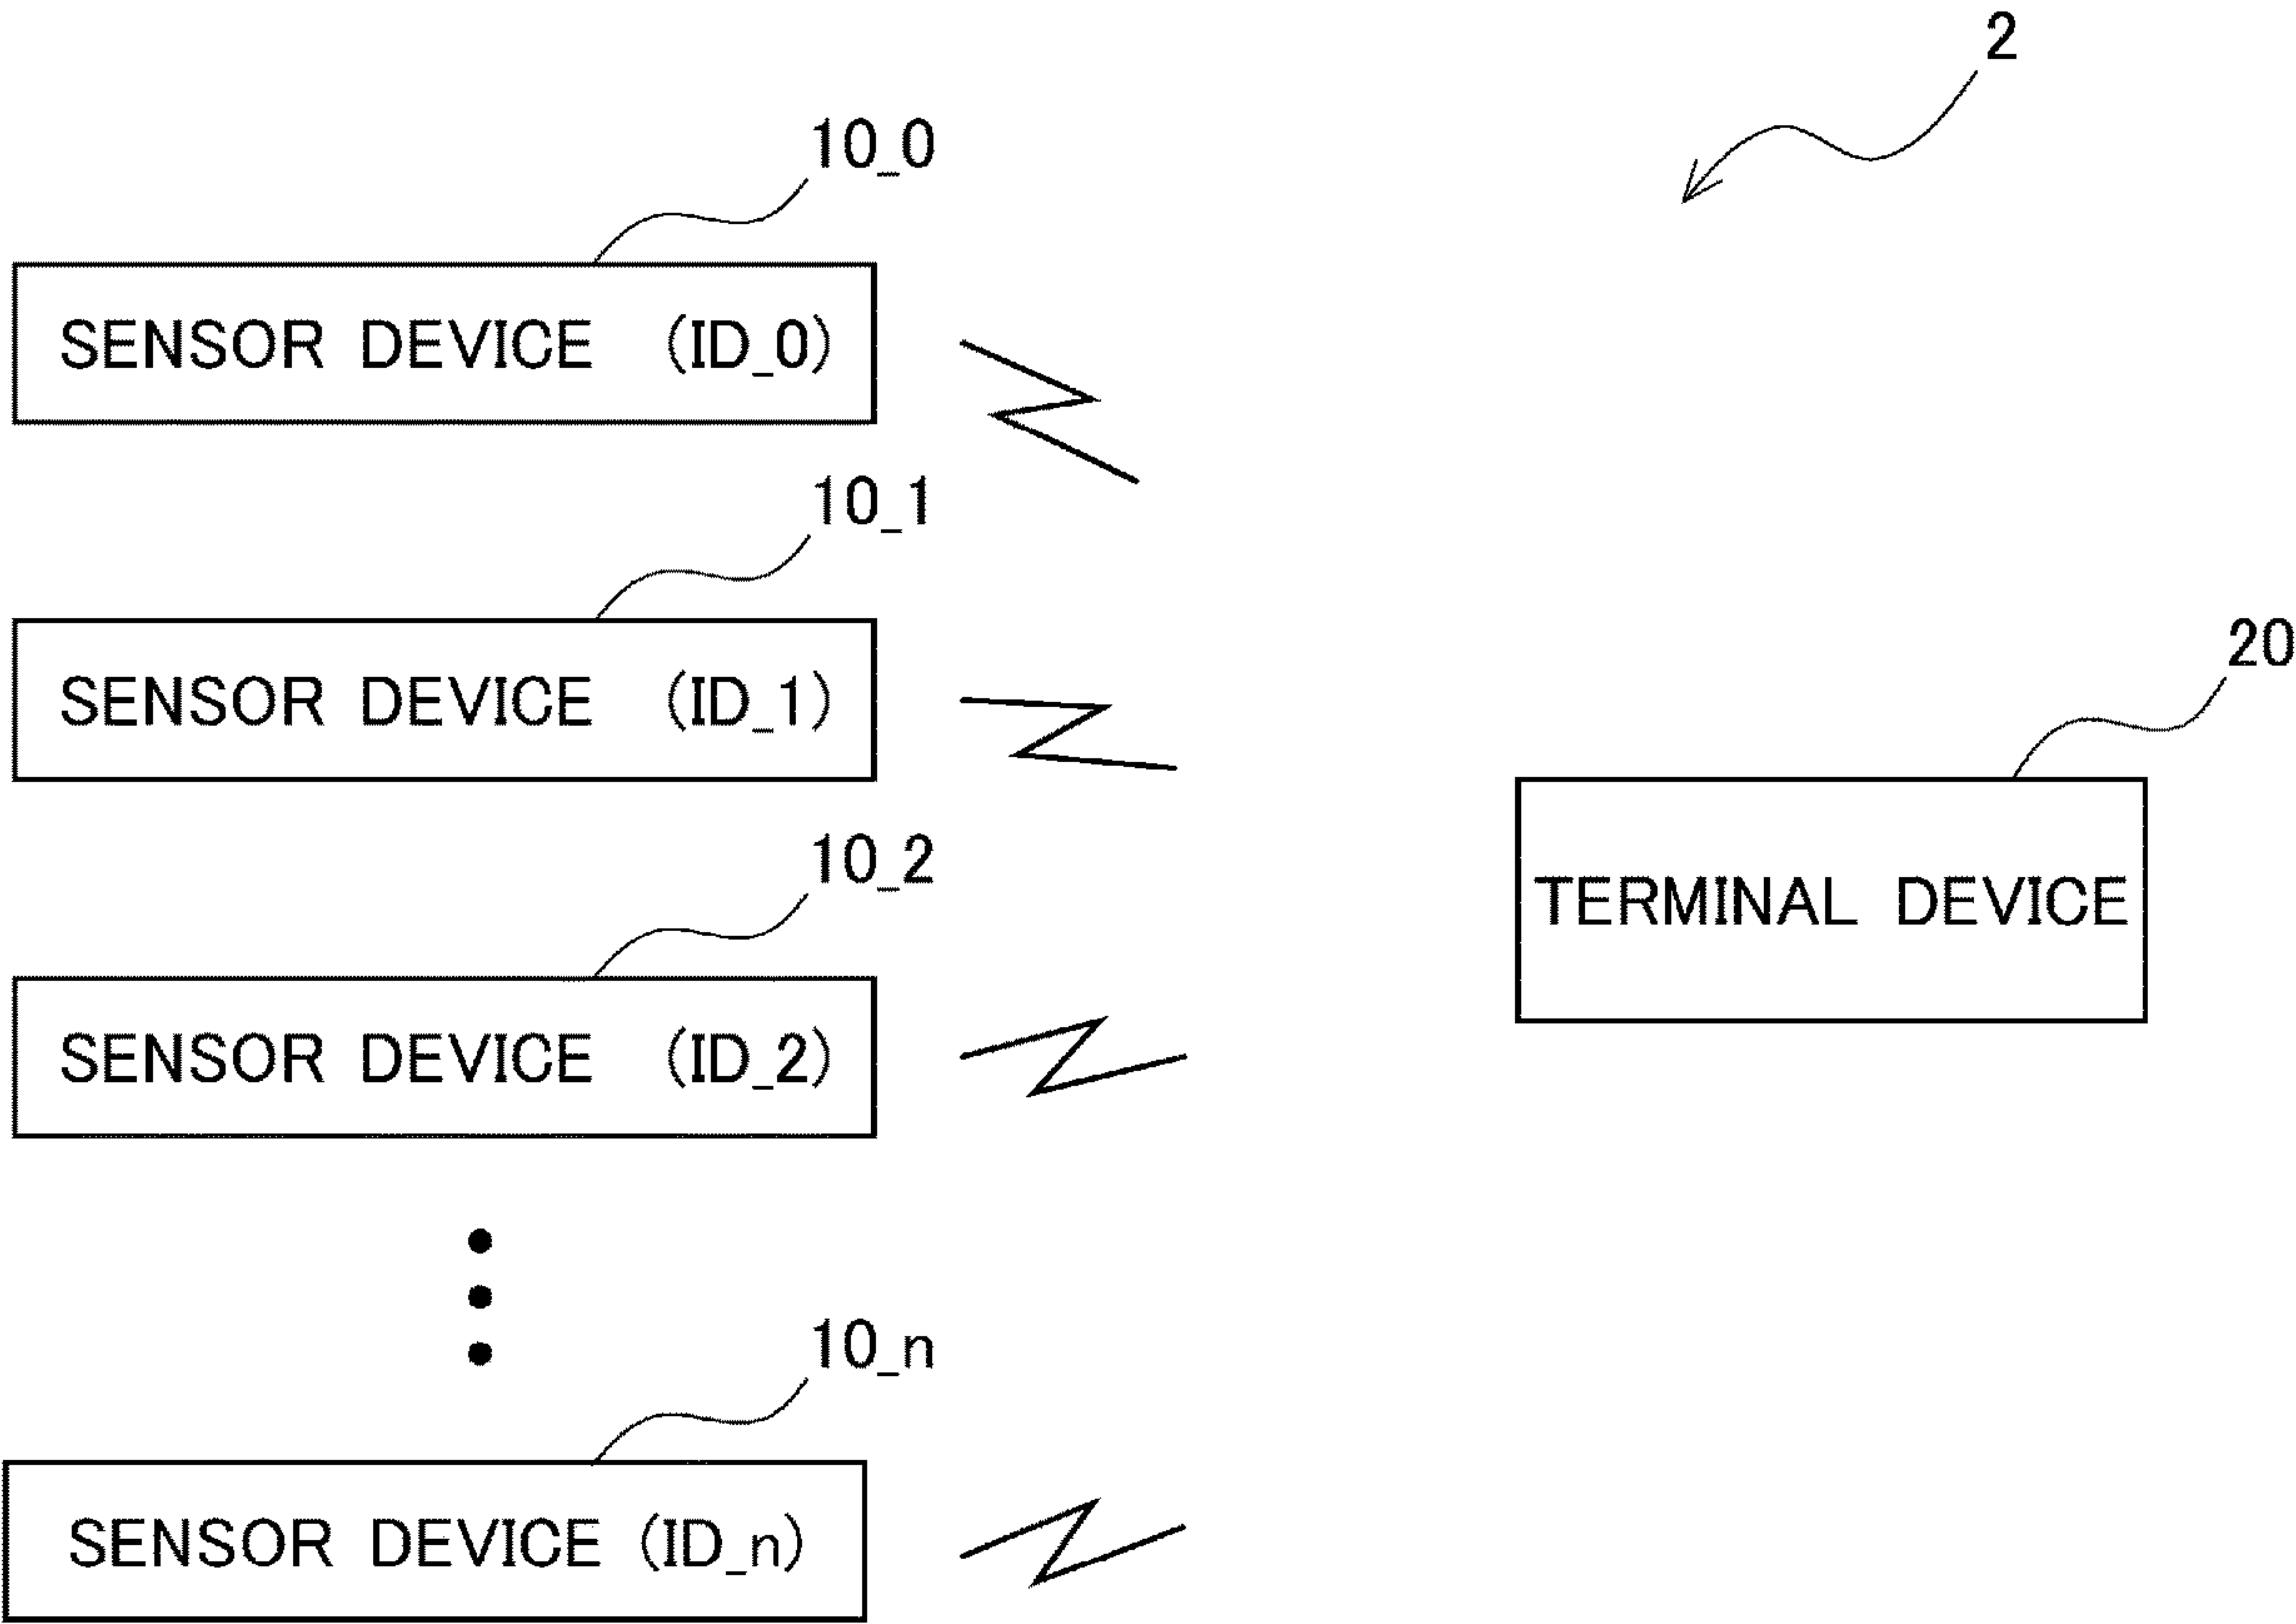 2
10_0
SENSOR DEVICE (ID_0)
10_1
SENSOR DEVICE (ID_1)
20
10_2
TERMINAL DEVICE
SENSOR DEVICE (ID_2)
10_n
SENSOR DEVICE (ID_n)